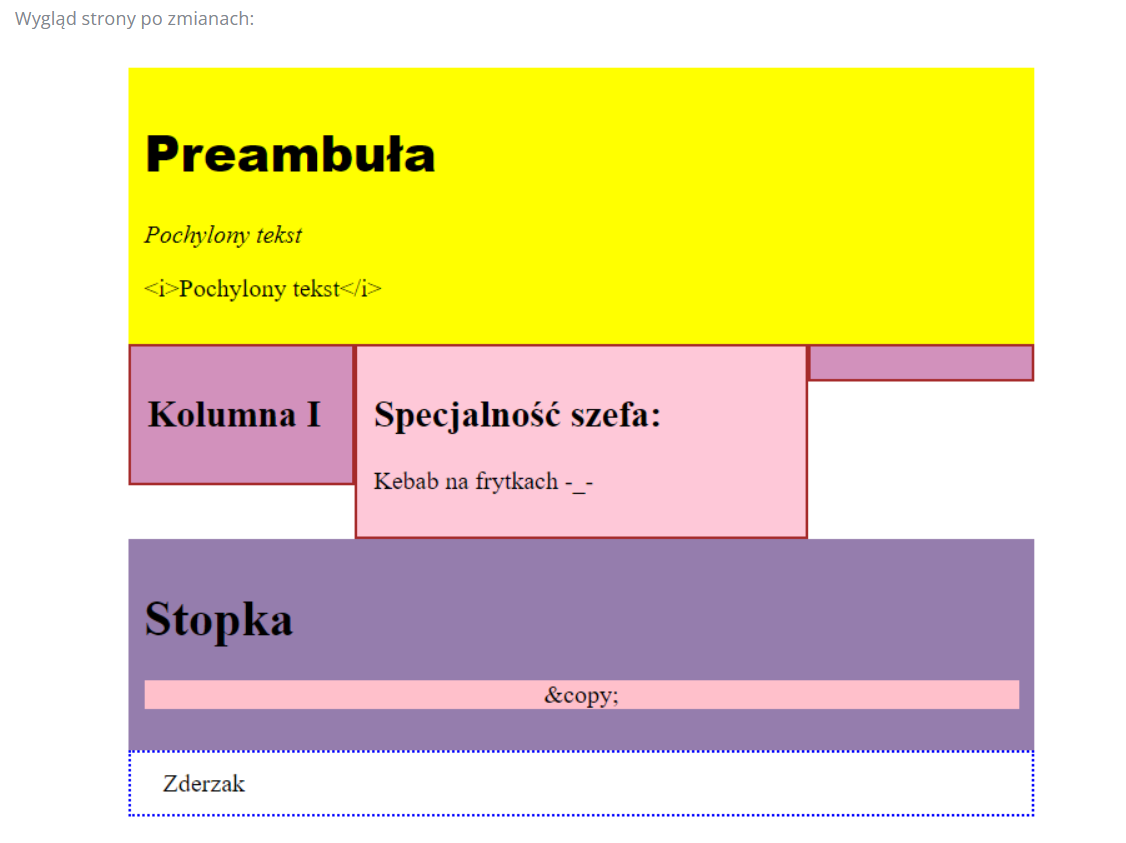 Wygląd strony po zmianach:
Preambuła
Pochylony tekst
<i>Pochylony tekst</i>
Kolumna I
Specjalność szefa:
Kebab na frytkach -_-
Stopka
&copy;
Zderzak